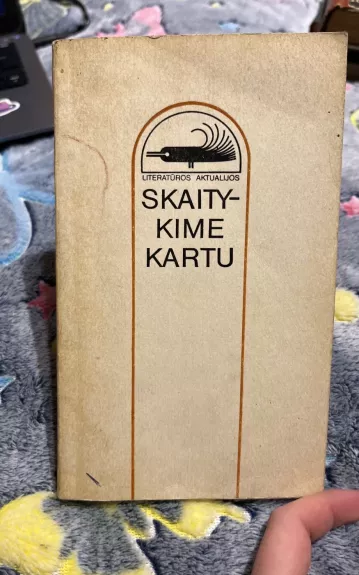 LITERATŪROS AKTUALIJOS
SKAITY-
KIME
KARTU